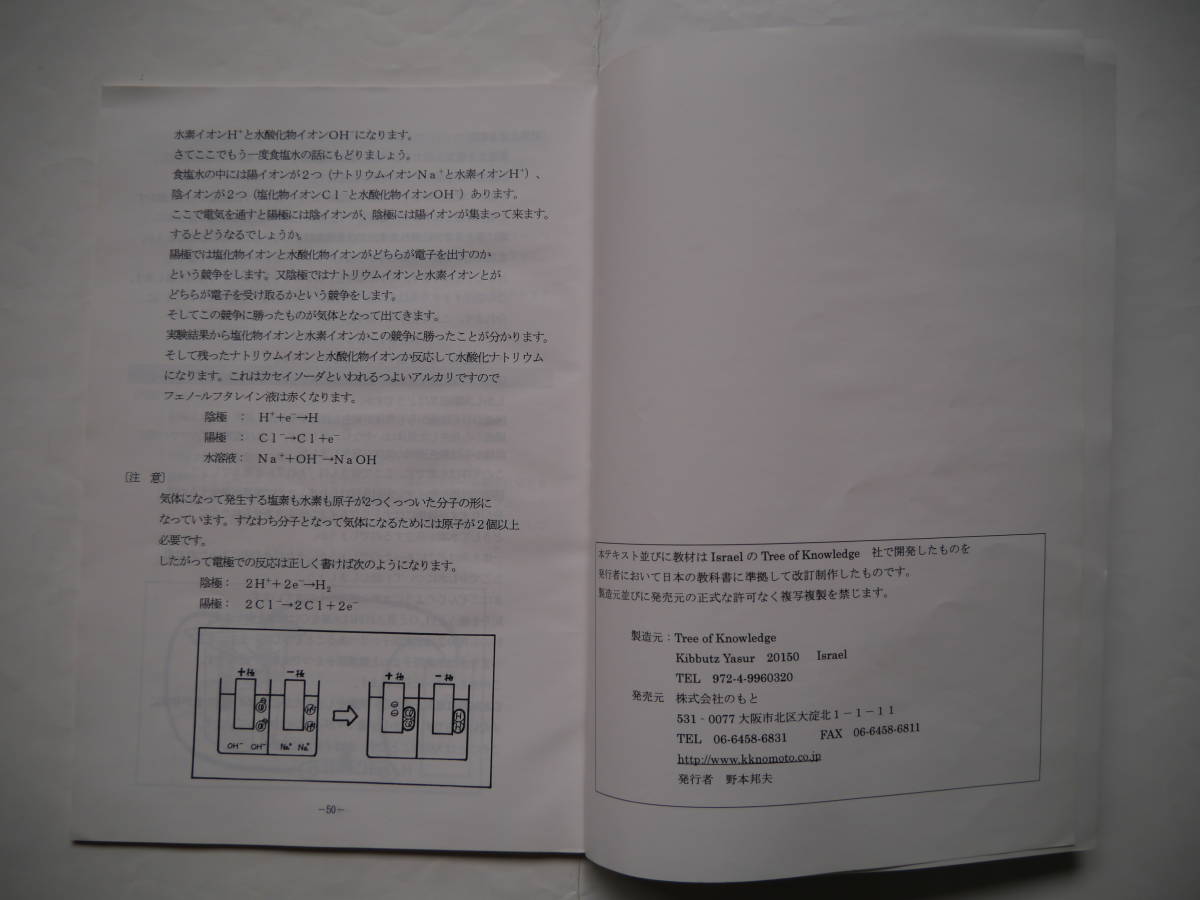 水素イオンH⁺と水酸化物イオンOH⁻になります。
さてここでもう一度食塩水の話にもどりましょう。
食塩水の中には陽イオンが2つ(ナトリウムイオンNa⁺と水素イオンH⁺)、
陰イオンが2つ(塩化物イオンCl⁻と水酸化物イオンOH⁻)あります。
ここで電気を通すと陽極には陰イオンが、陰極には陽イオンが集まって来ます。
するとどうなるでしょうか。
陽極では塩化物イオンと水酸化物イオンがどちらが電子を出すのか
という競争をします。又陰極ではナトリウムイオンと水素イオンとが
どちらが電子を受け取るかという競争をします。
そしてこの競争に勝ったものが気体となって出てきます。
実験結果から塩化物イオンと水素イオンかこの競争に勝ったことが分かります。
そして残ったナトリウムイオンと水酸化物イオンか反応して水酸化ナトリウム
になります。これはカセイソーダといわれるつよいアルカリですので
フェノールフタレイン液は赤くなります。
陰極 : H⁺+e⁻→H
陽極 : Cl⁻→Cl+e⁻
水溶液: Na⁺+OH⁻→NaOH
[注 意]
気体になって発生する塩素も水素も原子が2つくっついた分子の形に
なっています。すなわち分子となって気体になるためには原子が2個以上
必要です。
したがって電極での反応は正しく書けば次のようになります。
陰極: 2H⁺+2e⁻→H₂
陽極: 2Cl⁻→2Cl+2e⁻
+極 -極 +極 -極
OH⁻ OH⁻ Na⁺ Na⁺
-50-
本テキスト並びに教材は Israel の Tree of Knowledge 社で開発したものを
発行者において日本の教科書に準拠して改訂制作したものです。
製造元並びに発売元の正式な許可なく複写複製を禁じます。
製造元:Tree of Knowledge
Kibbutz Yasur 20150 Israel
TEL 972-4-9960320
発売元 株式会社のもと
531‐0077 大阪市北区大淀北1-1-11
TEL 06-6458-6831 FAX 06-6458-6811
http://www.kknomoto.co.jp
発行者 野本邦夫